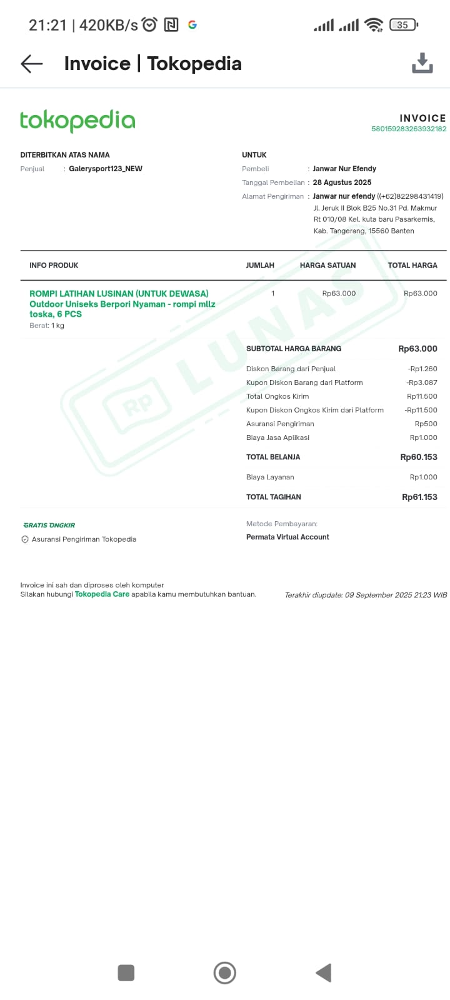 21:21 | 420KB/s
35
Invoice | Tokopedia
tokopedia
INVOICE
580159283263932182
DITERBITKAN ATAS NAMA
Penjual : Galerysport123_NEW
UNTUK
Pembeli : Janwar Nur Efendy
Tanggal Pembelian : 28 Agustus 2025
Alamat Pengiriman : Janwar nur efendy ((+62)82298431419)
Jl. Jeruk II Blok B25 No.31 Pd. Makmur
Rt 010/08 Kel. kuta baru Pasarkemis,
Kab. Tangerang, 15560 Banten
INFO PRODUK JUMLAH HARGA SATUAN TOTAL HARGA
ROMPI LATIHAN LUSINAN (UNTUK DEWASA) 1 Rp63.000 Rp63.000
Outdoor Uniseks Berpori Nyaman - rompi mllz
toska, 6 PCS
Berat: 1 kg
Rp LUNAS
SUBTOTAL HARGA BARANG Rp63.000
Diskon Barang dari Penjual -Rp1.260
Kupon Diskon Barang dari Platform -Rp3.087
Total Ongkos Kirim Rp11.500
Kupon Diskon Ongkos Kirim dari Platform -Rp11.500
Asuransi Pengiriman Rp500
Biaya Jasa Aplikasi Rp1.000
TOTAL BELANJA Rp60.153
Biaya Layanan Rp1.000
TOTAL TAGIHAN Rp61.153
GRATIS ONGKIR
Asuransi Pengiriman Tokopedia
Metode Pembayaran:
Permata Virtual Account
Invoice ini sah dan diproses oleh komputer
Silakan hubungi Tokopedia Care apabila kamu membutuhkan bantuan.
Terakhir diupdate: 09 September 2025 21:23 WIB